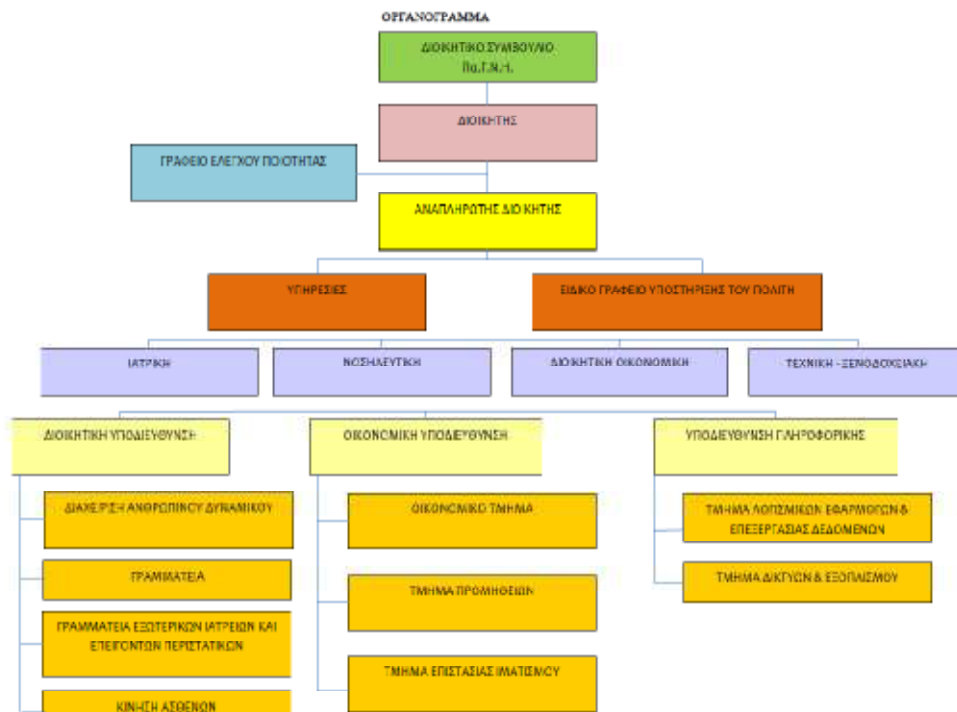 ΟΡΓΑΝΟΓΡΑΜΜΑ
ΔΙΟΙΚΗΤΙΚΟ ΣΥΜΒΟΥΛΙΟ
Πα.Γ.Ν.Η.
ΔΙΟΙΚΗΤΗΣ
ΓΡΑΦΕΙΟ ΕΛΕΓΧΟΥ ΠΟΙΟΤΗΤΑΣ
ΑΝΑΠΛΗΡΩΤΗΣ ΔΙΟΙΚΗΤΗΣ
ΥΠΗΡΕΣΙΕΣ
ΕΙΔΙΚΟ ΓΡΑΦΕΙΟ ΥΠΟΣΤΗΡΙΞΗΣ ΤΟΥ ΠΟΛΙΤΗ
ΙΑΤΡΙΚΗ
ΝΟΣΗΛΕΥΤΙΚΗ
ΔΙΟΙΚΗΤΙΚΗ ΟΙΚΟΝΟΜΙΚΗ
ΤΕΧΝΙΚΗ - ΞΕΝΟΔΟΧΕΙΑΚΗ
ΔΙΟΙΚΗΤΙΚΗ ΥΠΟΔΙΕΥΘΥΝΣΗ
ΟΙΚΟΝΟΜΙΚΗ ΥΠΟΔΙΕΥΘΥΝΣΗ
ΥΠΟΔΙΕΥΘΥΝΣΗ ΠΛΗΡΟΦΟΡΙΚΗΣ
ΔΙΑΧΕΙΡΙΣΗ ΑΝΘΡΩΠΙΝΟΥ ΔΥΝΑΜΙΚΟΥ
ΓΡΑΜΜΑΤΕΙΑ
ΓΡΑΜΜΑΤΕΙΑ ΕΞΩΤΕΡΙΚΩΝ ΙΑΤΡΕΙΩΝ ΚΑΙ
ΕΠΕΙΓΟΝΤΩΝ ΠΕΡΙΣΤΑΤΙΚΩΝ
ΚΙΝΗΣΗ ΑΣΘΕΝΩΝ
ΟΙΚΟΝΟΜΙΚΟ ΤΜΗΜΑ
ΤΜΗΜΑ ΠΡΟΜΗΘΕΙΩΝ
ΤΜΗΜΑ ΕΠΙΣΤΑΣΙΑΣ ΙΜΑΤΙΣΜΟΥ
ΤΜΗΜΑ ΛΟΓΙΣΜΙΚΩΝ ΕΦΑΡΜΟΓΩΝ &
ΕΠΕΞΕΡΓΑΣΙΑΣ ΔΕΔΟΜΕΝΩΝ
ΤΜΗΜΑ ΔΙΚΤΥΩΝ & ΕΞΟΠΛΙΣΜΟΥ